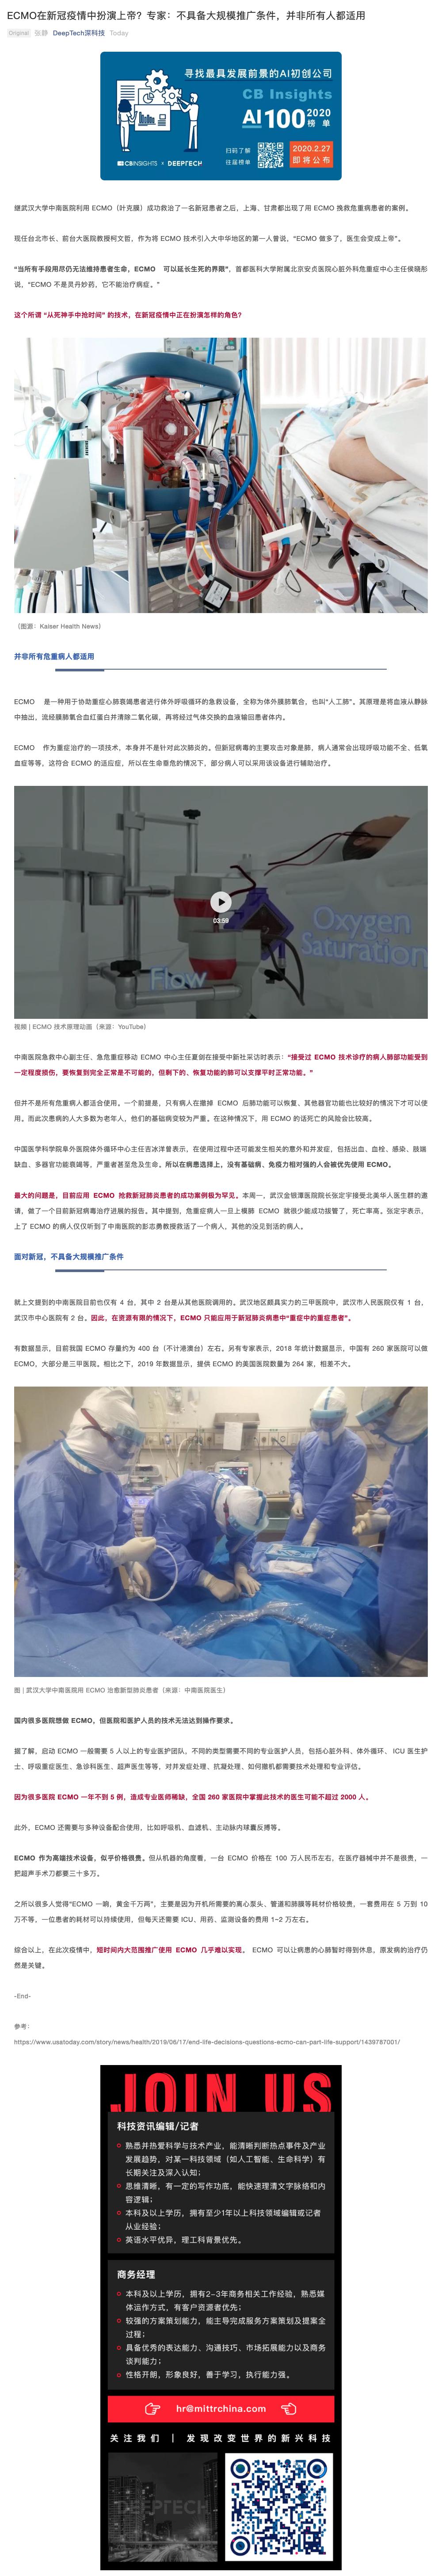 ECMO在新冠疫情中扮演上帝？专家：不具备大规模推广条件，并非所有人都适用
Original 张静 DeepTech深科技 Today
寻找最具发展前景的AI初创公司
CB Insights
AI100 2020 榜单
扫码了解
往届榜单
2020.2.27
即将公布
CBINSIGHTS × DEEPTECH
继武汉大学中南医院利用 ECMO（叶克膜）成功救治了一名新冠患者之后，上海、甘肃都出现了用 ECMO 挽救危重病患者的案例。
现任台北市长、前台大医院教授柯文哲，作为将 ECMO 技术引入大中华地区的第一人曾说，“ECMO 做多了，医生会变成上帝”。
“当所有手段用尽仍无法维持患者生命，ECMO 可以延长生死的界限”，首都医科大学附属北京安贞医院心脏外科危重症中心主任侯晓彤
说，“ECMO 不是灵丹妙药，它不能治疗病症。”
这个所谓 “从死神手中抢时间” 的技术，在新冠疫情中正在扮演怎样的角色？
（图源：Kaiser Health News）
并非所有危重病人都适用
ECMO 是一种用于协助重症心肺衰竭患者进行体外呼吸循环的急救设备，全称为体外膜肺氧合，也叫“人工肺”。其原理是将血液从静脉
中抽出，流经膜肺氧合血红蛋白并清除二氧化碳，再将经过气体交换的血液输回患者体内。
ECMO 作为重症治疗的一项技术，本身并不是针对此次肺炎的。但新冠病毒的主要攻击对象是肺，病人通常会出现呼吸功能不全、低氧
血症等等，这符合 ECMO 的适应症，所以在生命垂危的情况下，部分病人可以采用该设备进行辅助治疗。
03:59
Flow
Oxygen
Saturation
视频 | ECMO 技术原理动画（来源：YouTube）
中南医院急救中心副主任、急危重症移动 ECMO 中心主任夏剑在接受中新社采访时表示：“接受过 ECMO 技术诊疗的病人肺部功能受到
一定程度损伤，要恢复到完全正常是不可能的，但剩下的、恢复功能的肺可以支撑平时正常功能。”
但并不是所有危重病人都适合使用。一个前提是，只有病人在撤掉 ECMO 后肺功能可以恢复、其他器官功能也比较好的情况下才可以使
用。而此次患病的人大多数为老年人，他们的基础病变较为严重。在这种情况下，用 ECMO 的话死亡的风险会比较高。
中国医学科学院阜外医院体外循环中心主任吉冰洋曾表示，在使用过程中还可能发生相关的意外和并发症，包括出血、血栓、感染、肢端
缺血、多器官功能衰竭等，严重者甚至危及生命。所以在病患选择上，没有基础病、免疫力相对强的人会被优先使用 ECMO。
最大的问题是，目前应用 ECMO 抢救新冠肺炎患者的成功案例极为罕见。本周一，武汉金银潭医院院长张定宇接受北美华人医生群的邀
请，做了一个目前新冠病毒治疗进展的报告。其中提到，危重症病人一旦上模肺 ECMO 就很少能成功拔管了，死亡率高。张定宇表示，
上了 ECMO 的病人仅仅听到了中南医院的彭志勇教授救活了一个病人，其他的没见到活的病人。
面对新冠，不具备大规模推广条件
就上文提到的中南医院目前也仅有 4 台，其中 2 台是从其他医院调用的。武汉地区颇具实力的三甲医院中，武汉市人民医院仅有 1 台，
武汉市中心医院有 2 台。因此，在资源有限的情况下，ECMO 只能应用于新冠肺炎病患中“重症中的重症患者”。
有数据显示，目前我国 ECMO 存量约为 400 台（不计港澳台）左右。另有专家表示，2018 年统计数据显示，中国有 260 家医院可以做
ECMO，大部分是三甲医院。相比之下，2019 年数据显示，提供 ECMO 的美国医院数量为 264 家，相差不大。
图 | 武汉大学中南医院用 ECMO 治愈新型肺炎患者（来源：中南医院医生）
国内很多医院想做 ECMO，但医院和医护人员的技术无法达到操作要求。
据了解，启动 ECMO 一般需要 5 人以上的专业医护团队，不同的类型需要不同的专业医护人员，包括心脏外科、体外循环、 ICU 医生护
士、呼吸重症医生、急诊科医生、超声医生等等，对并发症处理、抗凝处理，如何撤机都需要技术处理和专业评估。
因为很多医院 ECMO 一年不到 5 例，造成专业医师稀缺，全国 260 家医院中掌握此技术的医生可能不超过 2000 人。
此外，ECMO 还需要与多种设备配合使用，比如呼吸机、血滤机、主动脉内球囊反搏等。
ECMO 作为高端技术设备，似乎价格很贵。但从机器的角度看，一台 ECMO 价格在 100 万人民币左右，在医疗器械中并不是很贵，一
把超声手术刀都要三十多万。
之所以很多人觉得“ECMO 一响，黄金千万两”，主要是因为开机所需要的离心泵头、管道和肺膜等耗材价格较贵，一套费用在 5 万到 10
万不等，一位患者的耗材可以持续使用，但每天还需要 ICU、用药、监测设备的费用 1~2 万左右。
综合以上，在此次疫情中，短时间内大范围推广使用 ECMO 几乎难以实现。 ECMO 可以让病患的心肺暂时得到休息，原发病的治疗仍
然是关键。
-End-
参考：
https://www.usatoday.com/story/news/health/2019/06/17/end-life-decisions-questions-ecmo-can-part-life-support/1439787001/
JOIN US
科技资讯编辑/记者
熟悉并热爱科学与技术产业，能清晰判断热点事件及产业
发展趋势，对某一科技领域（如人工智能、生命科学）有
长期关注及深入认知；
思维清晰，有一定的写作功底，能快速理清文字脉络和内
容逻辑；
本科及以上学历，拥有至少1年以上科技领域编辑或记者
从业经验；
英语水平优异，理工科背景优先。
商务经理
本科及以上学历，拥有2-3年商务相关工作经验，熟悉媒
体运作方式，有客户资源者优先；
较强的方案策划能力，能主导完成服务方案策划及提案全
过程；
具备优秀的表达能力、沟通技巧、市场拓展能力以及商务
谈判能力；
性格开朗，形象良好，善于学习，执行能力强。
hr@mittrchina.com
关注我们 | 发现改变世界的新兴科技
DEEPTECH